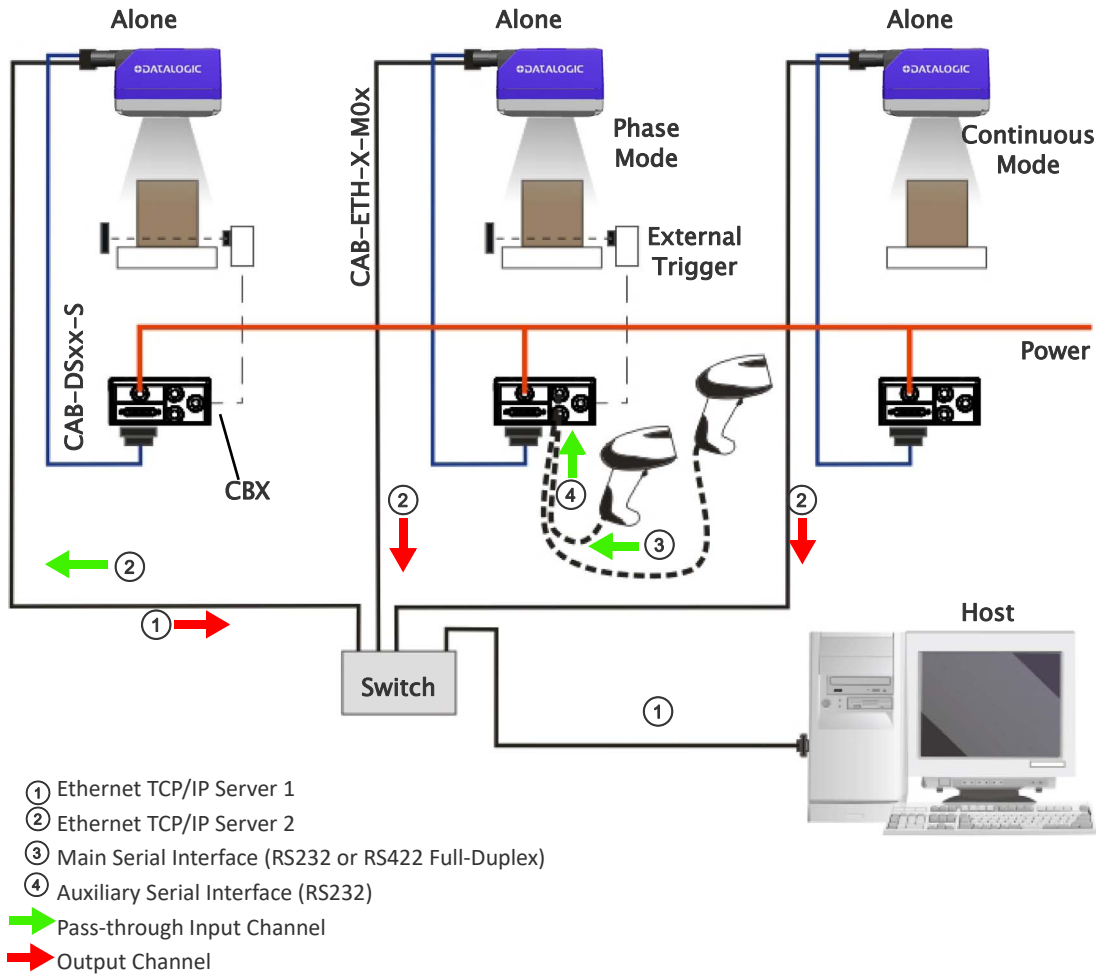 Alone
Alone
Alone
DATALOGIC
DATALOGIC
DATALOGIC
CAB-ETH-X-M0x
Phase
Mode
Continuous
Mode
External
Trigger
CAB-DSxx-S
Power
CBX
4
2
2
3
2
1
Host
Switch
1
1 Ethernet TCP/IP Server 1
2 Ethernet TCP/IP Server 2
3 Main Serial Interface (RS232 or RS422 Full-Duplex)
4 Auxiliary Serial Interface (RS232)
Pass-through Input Channel
Output Channel